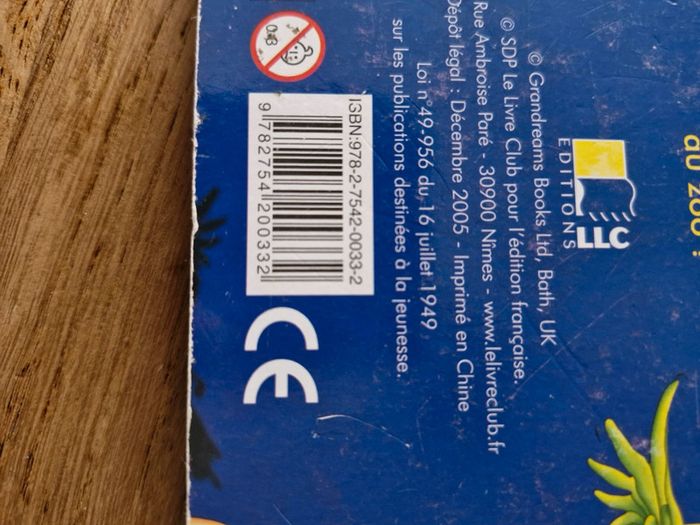 au zoo !
EDITIONS
LLC
© Grandreams Books Ltd, Bath, UK
© SDP Le Livre Club pour l'édition française.
Rue Ambroise Paré - 30900 Nîmes - www.lelivreclub.fr
Dépôt légal : Décembre 2005 - Imprimé en Chine
Loi n°49-956 du 16 juillet 1949
sur les publications destinées à la jeunesse.
0-3
ISBN:978-2-7542-0033-2
9 782754 200332
CE